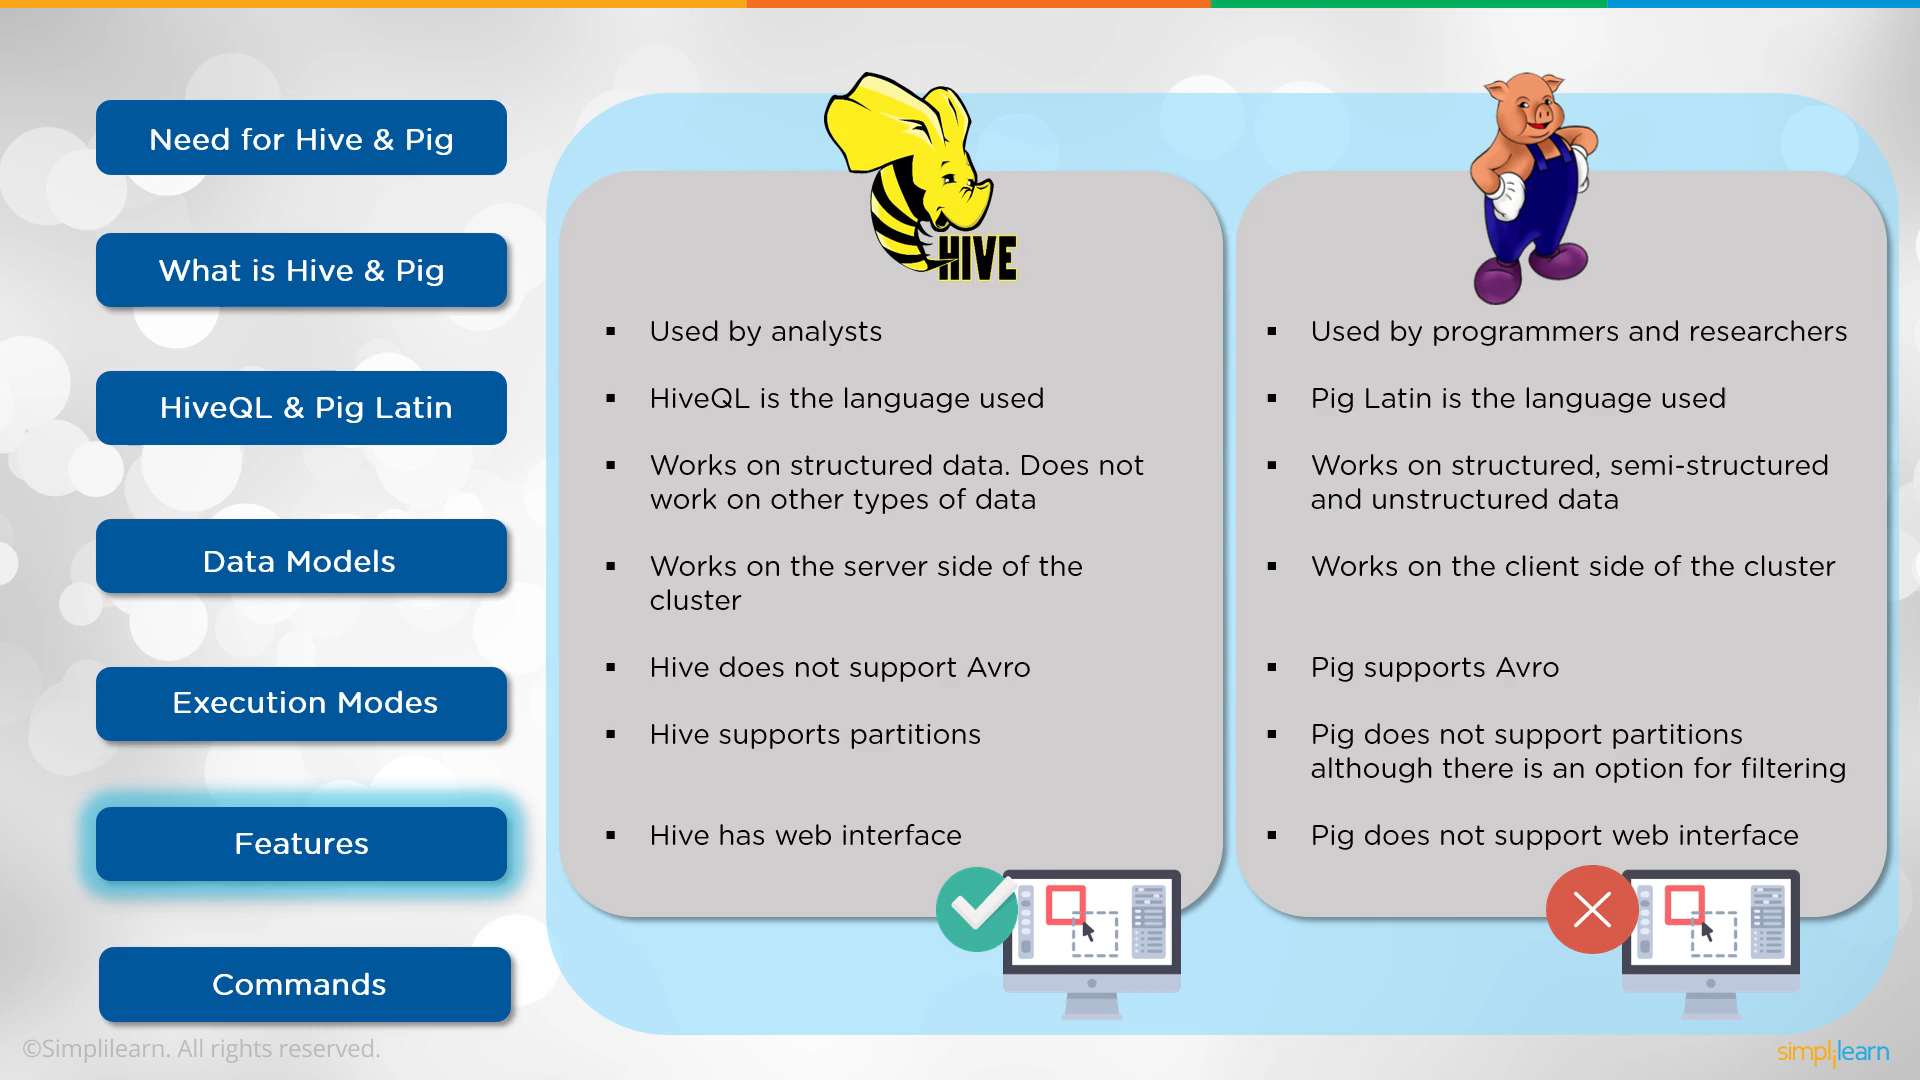 Need for Hive & Pig
What is Hive & Pig
HiveQL & Pig Latin
Data Models
Execution Modes
Features
Commands
HIVE
▪ Used by analysts
▪ HiveQL is the language used
▪ Works on structured data. Does not
work on other types of data
▪ Works on the server side of the
cluster
▪ Hive does not support Avro
▪ Hive supports partitions
▪ Hive has web interface
▪ Used by programmers and researchers
▪ Pig Latin is the language used
▪ Works on structured, semi-structured
and unstructured data
▪ Works on the client side of the cluster
▪ Pig supports Avro
▪ Pig does not support partitions
although there is an option for filtering
▪ Pig does not support web interface
©Simplilearn. All rights reserved.
simplilearn